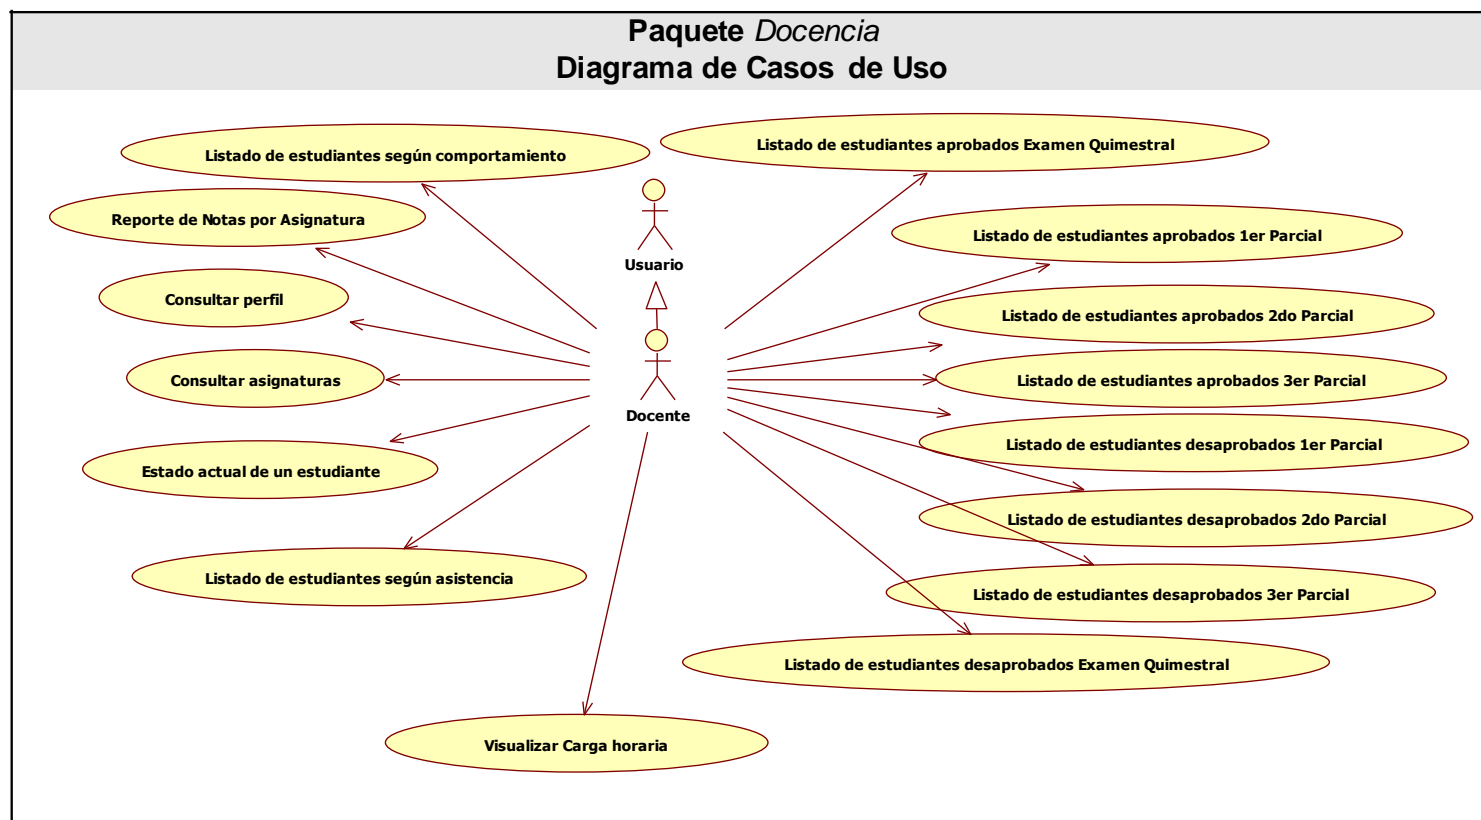 Paquete Docencia
Diagrama de Casos de Uso
Listado de estudiantes según comportamiento
Listado de estudiantes aprobados Examen Quimestral
Reporte de Notas por Asignatura
Listado de estudiantes aprobados 1er Parcial
Usuario
Consultar perfil
Listado de estudiantes aprobados 2do Parcial
Consultar asignaturas
Listado de estudiantes aprobados 3er Parcial
Docente
Listado de estudiantes desaprobados 1er Parcial
Estado actual de un estudiante
Listado de estudiantes desaprobados 2do Parcial
Listado de estudiantes según asistencia
Listado de estudiantes desaprobados 3er Parcial
Listado de estudiantes desaprobados Examen Quimestral
Visualizar Carga horaria